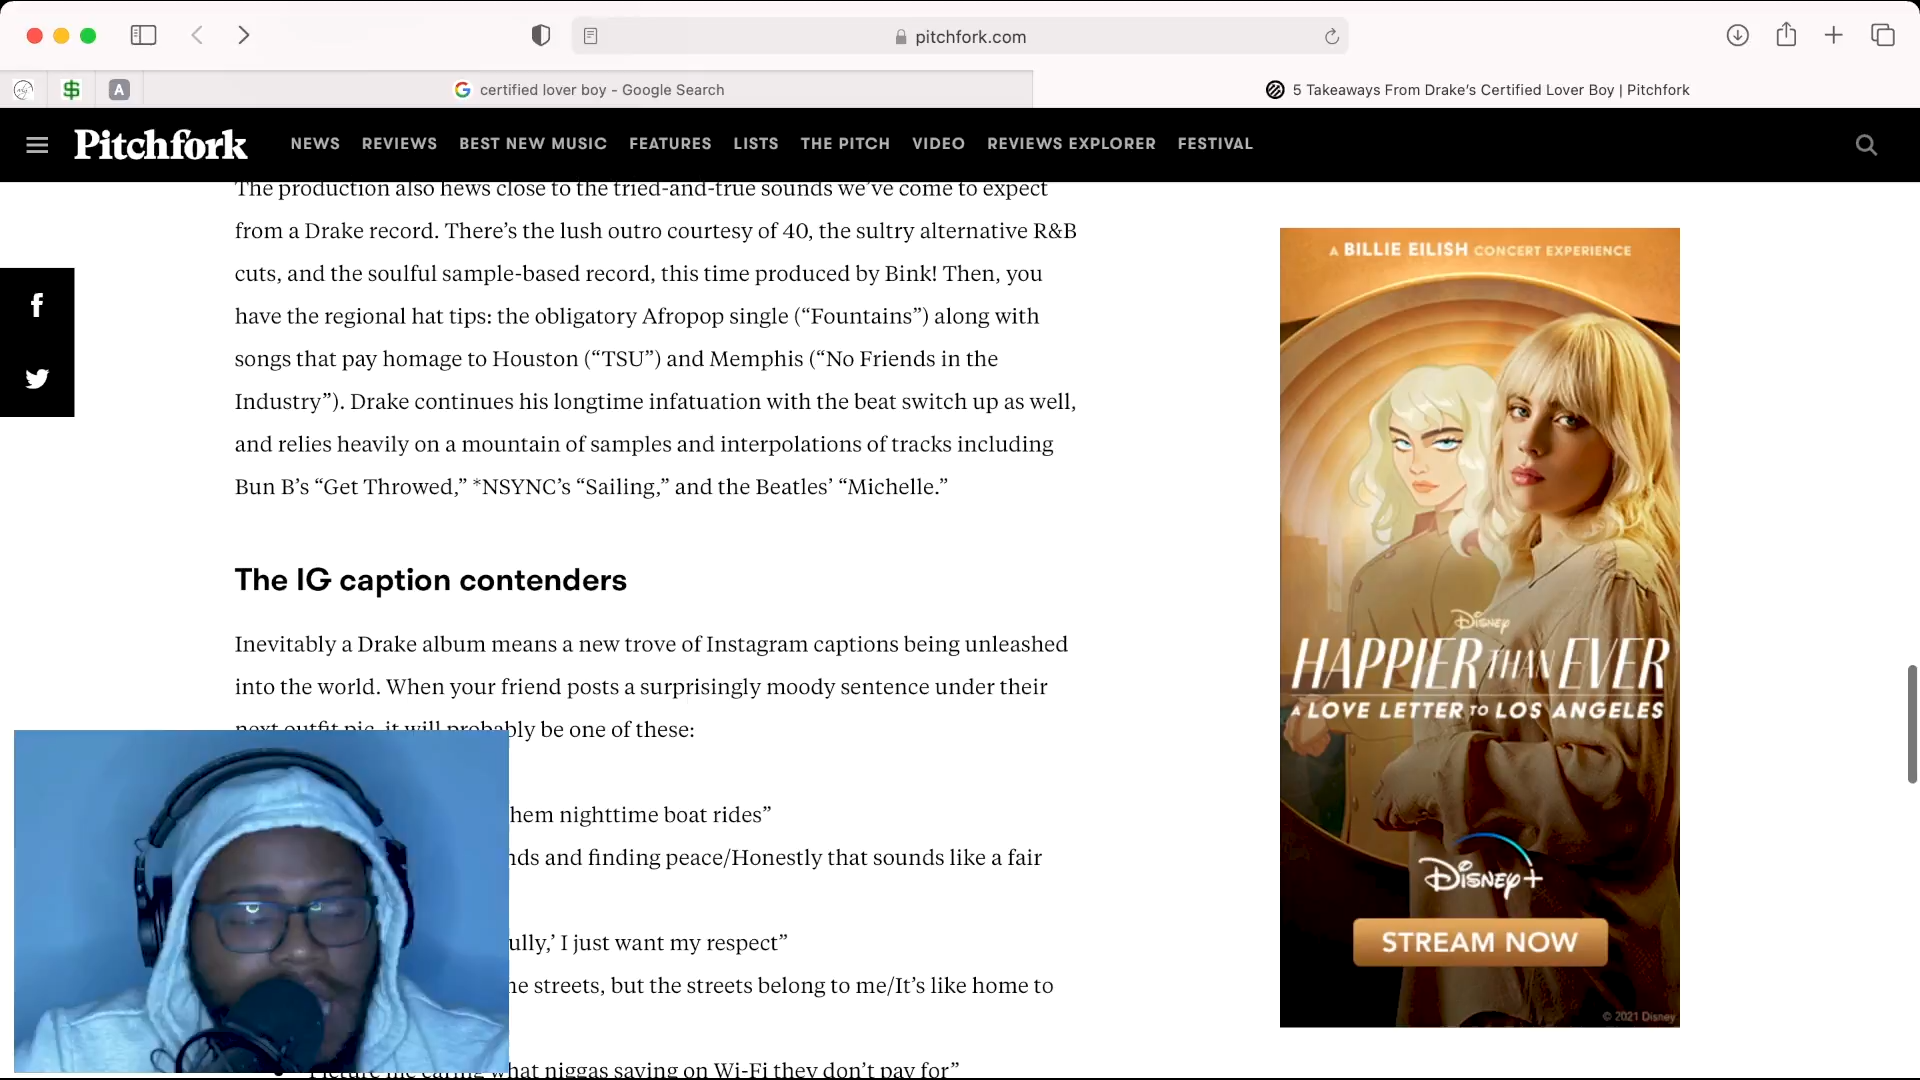 pitchfork.com
certified lover boy - Google Search
5 Takeaways From Drake's Certified Lover Boy | Pitchfork
A
Pitchfork
NEWS REVIEWS BEST NEW MUSIC FEATURES LISTS THE PITCH VIDEO REVIEWS EXPLORER FESTIVAL
The production also hews close to the tried-and-true sounds we've come to expect
from a Drake record. There's the lush outro courtesy of 40, the sultry alternative R&B
cuts, and the soulful sample-based record, this time produced by Bink! Then, you
have the regional hat tips: the obligatory Afropop single (“Fountains”) along with
songs that pay homage to Houston (“TSU”) and Memphis (“No Friends in the
Industry”). Drake continues his longtime infatuation with the beat switch up as well,
and relies heavily on a mountain of samples and interpolations of tracks including
Bun B's “Get Throwed,” *NSYNC's “Sailing,” and the Beatles' “Michelle.”
The IG caption contenders
Inevitably a Drake album means a new trove of Instagram captions being unleashed
into the world. When your friend posts a surprisingly moody sentence under their
next outfit pic, it will probably be one of these:
hem nighttime boat rides”
nds and finding peace/Honestly that sounds like a fair
ully,’ I just want my respect”
he streets, but the streets belong to me/It's like home to
what niggas saying on Wi-Fi they don't pay for”
A BILLIE EILISH CONCERT EXPERIENCE
Disney
HAPPIER THAN EVER
A LOVE LETTER TO LOS ANGELES
Disney+
STREAM NOW
© 2021 Disney